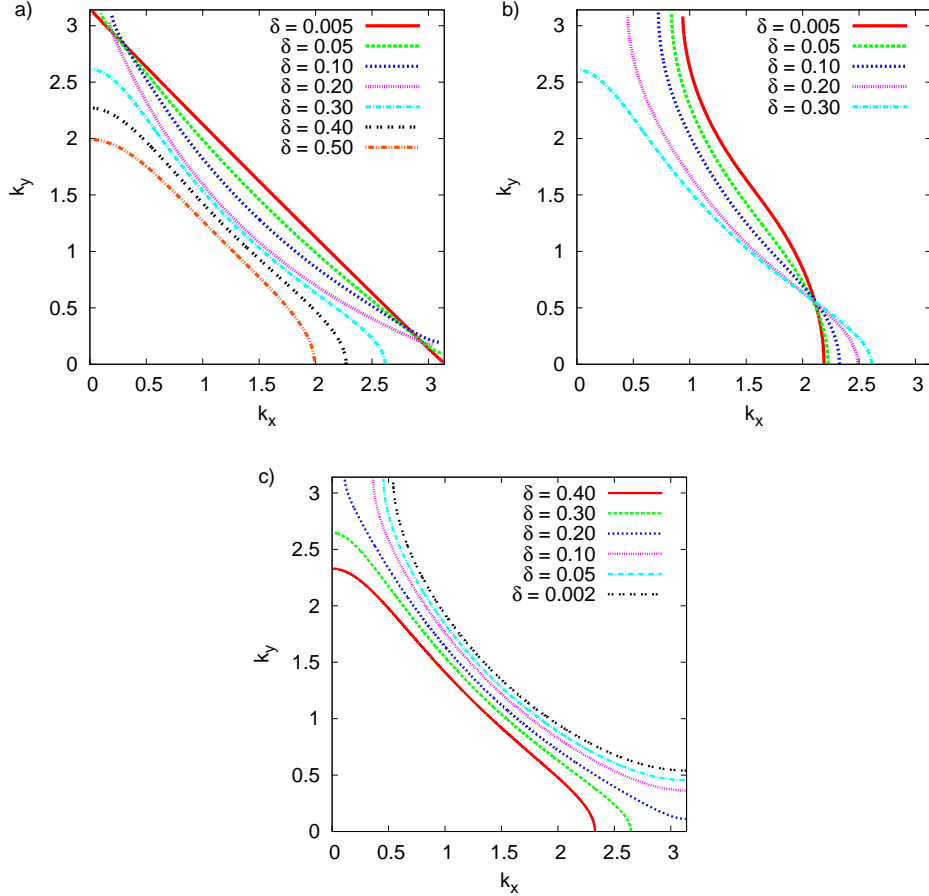 a)
δ = 0.005
δ = 0.05
δ = 0.10
δ = 0.20
δ = 0.30
δ = 0.40
δ = 0.50
3
2.5
2
1.5
1
0.5
0
k_y
0 0.5 1 1.5 2 2.5 3
k_x
b)
δ = 0.005
δ = 0.05
δ = 0.10
δ = 0.20
δ = 0.30
3
2.5
2
1.5
1
0.5
0
k_y
0 0.5 1 1.5 2 2.5 3
k_x
c)
δ = 0.40
δ = 0.30
δ = 0.20
δ = 0.10
δ = 0.05
δ = 0.002
3
2.5
2
1.5
1
0.5
0
k_y
0 0.5 1 1.5 2 2.5 3
k_x